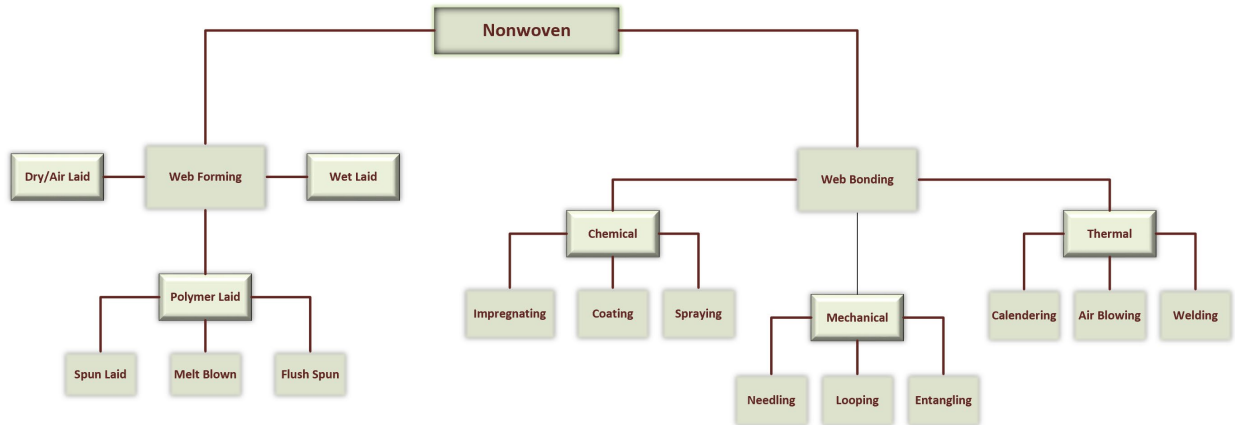 Nonwoven
Dry/Air Laid
Web Forming
Wet Laid
Web Bonding
Chemical
Thermal
Polymer Laid
Impregnating
Coating
Spraying
Mechanical
Calendering
Air Blowing
Welding
Spun Laid
Melt Blown
Flush Spun
Needling
Looping
Entangling